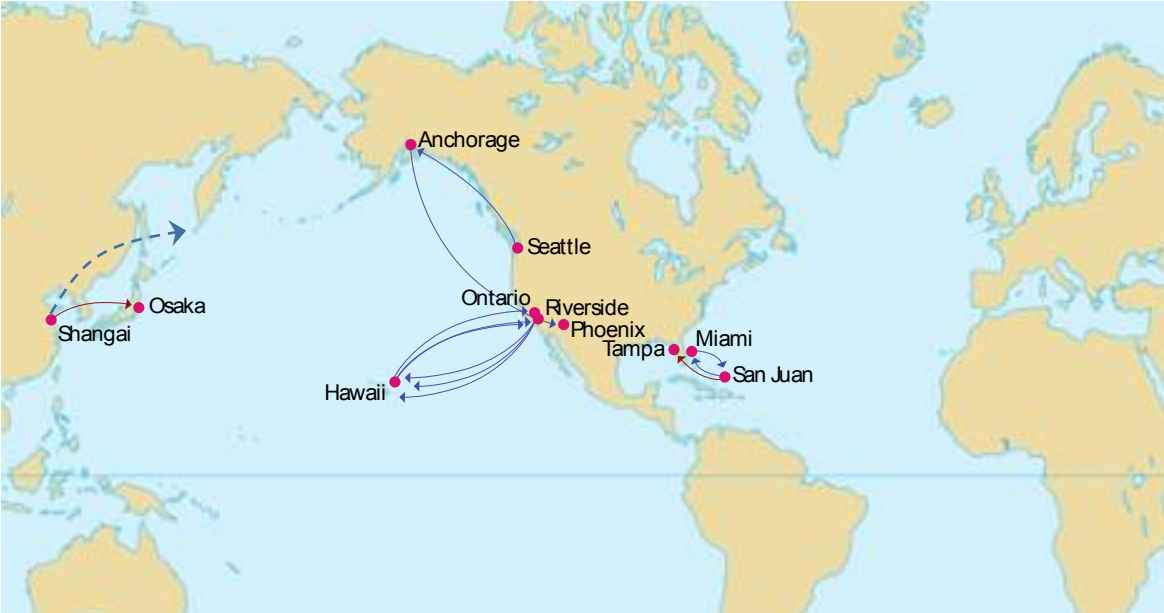 Anchorage
Seattle
Ontario
Riverside
Osaka
Phoenix
Shangai
Miami
Tampa
San Juan
Hawaii